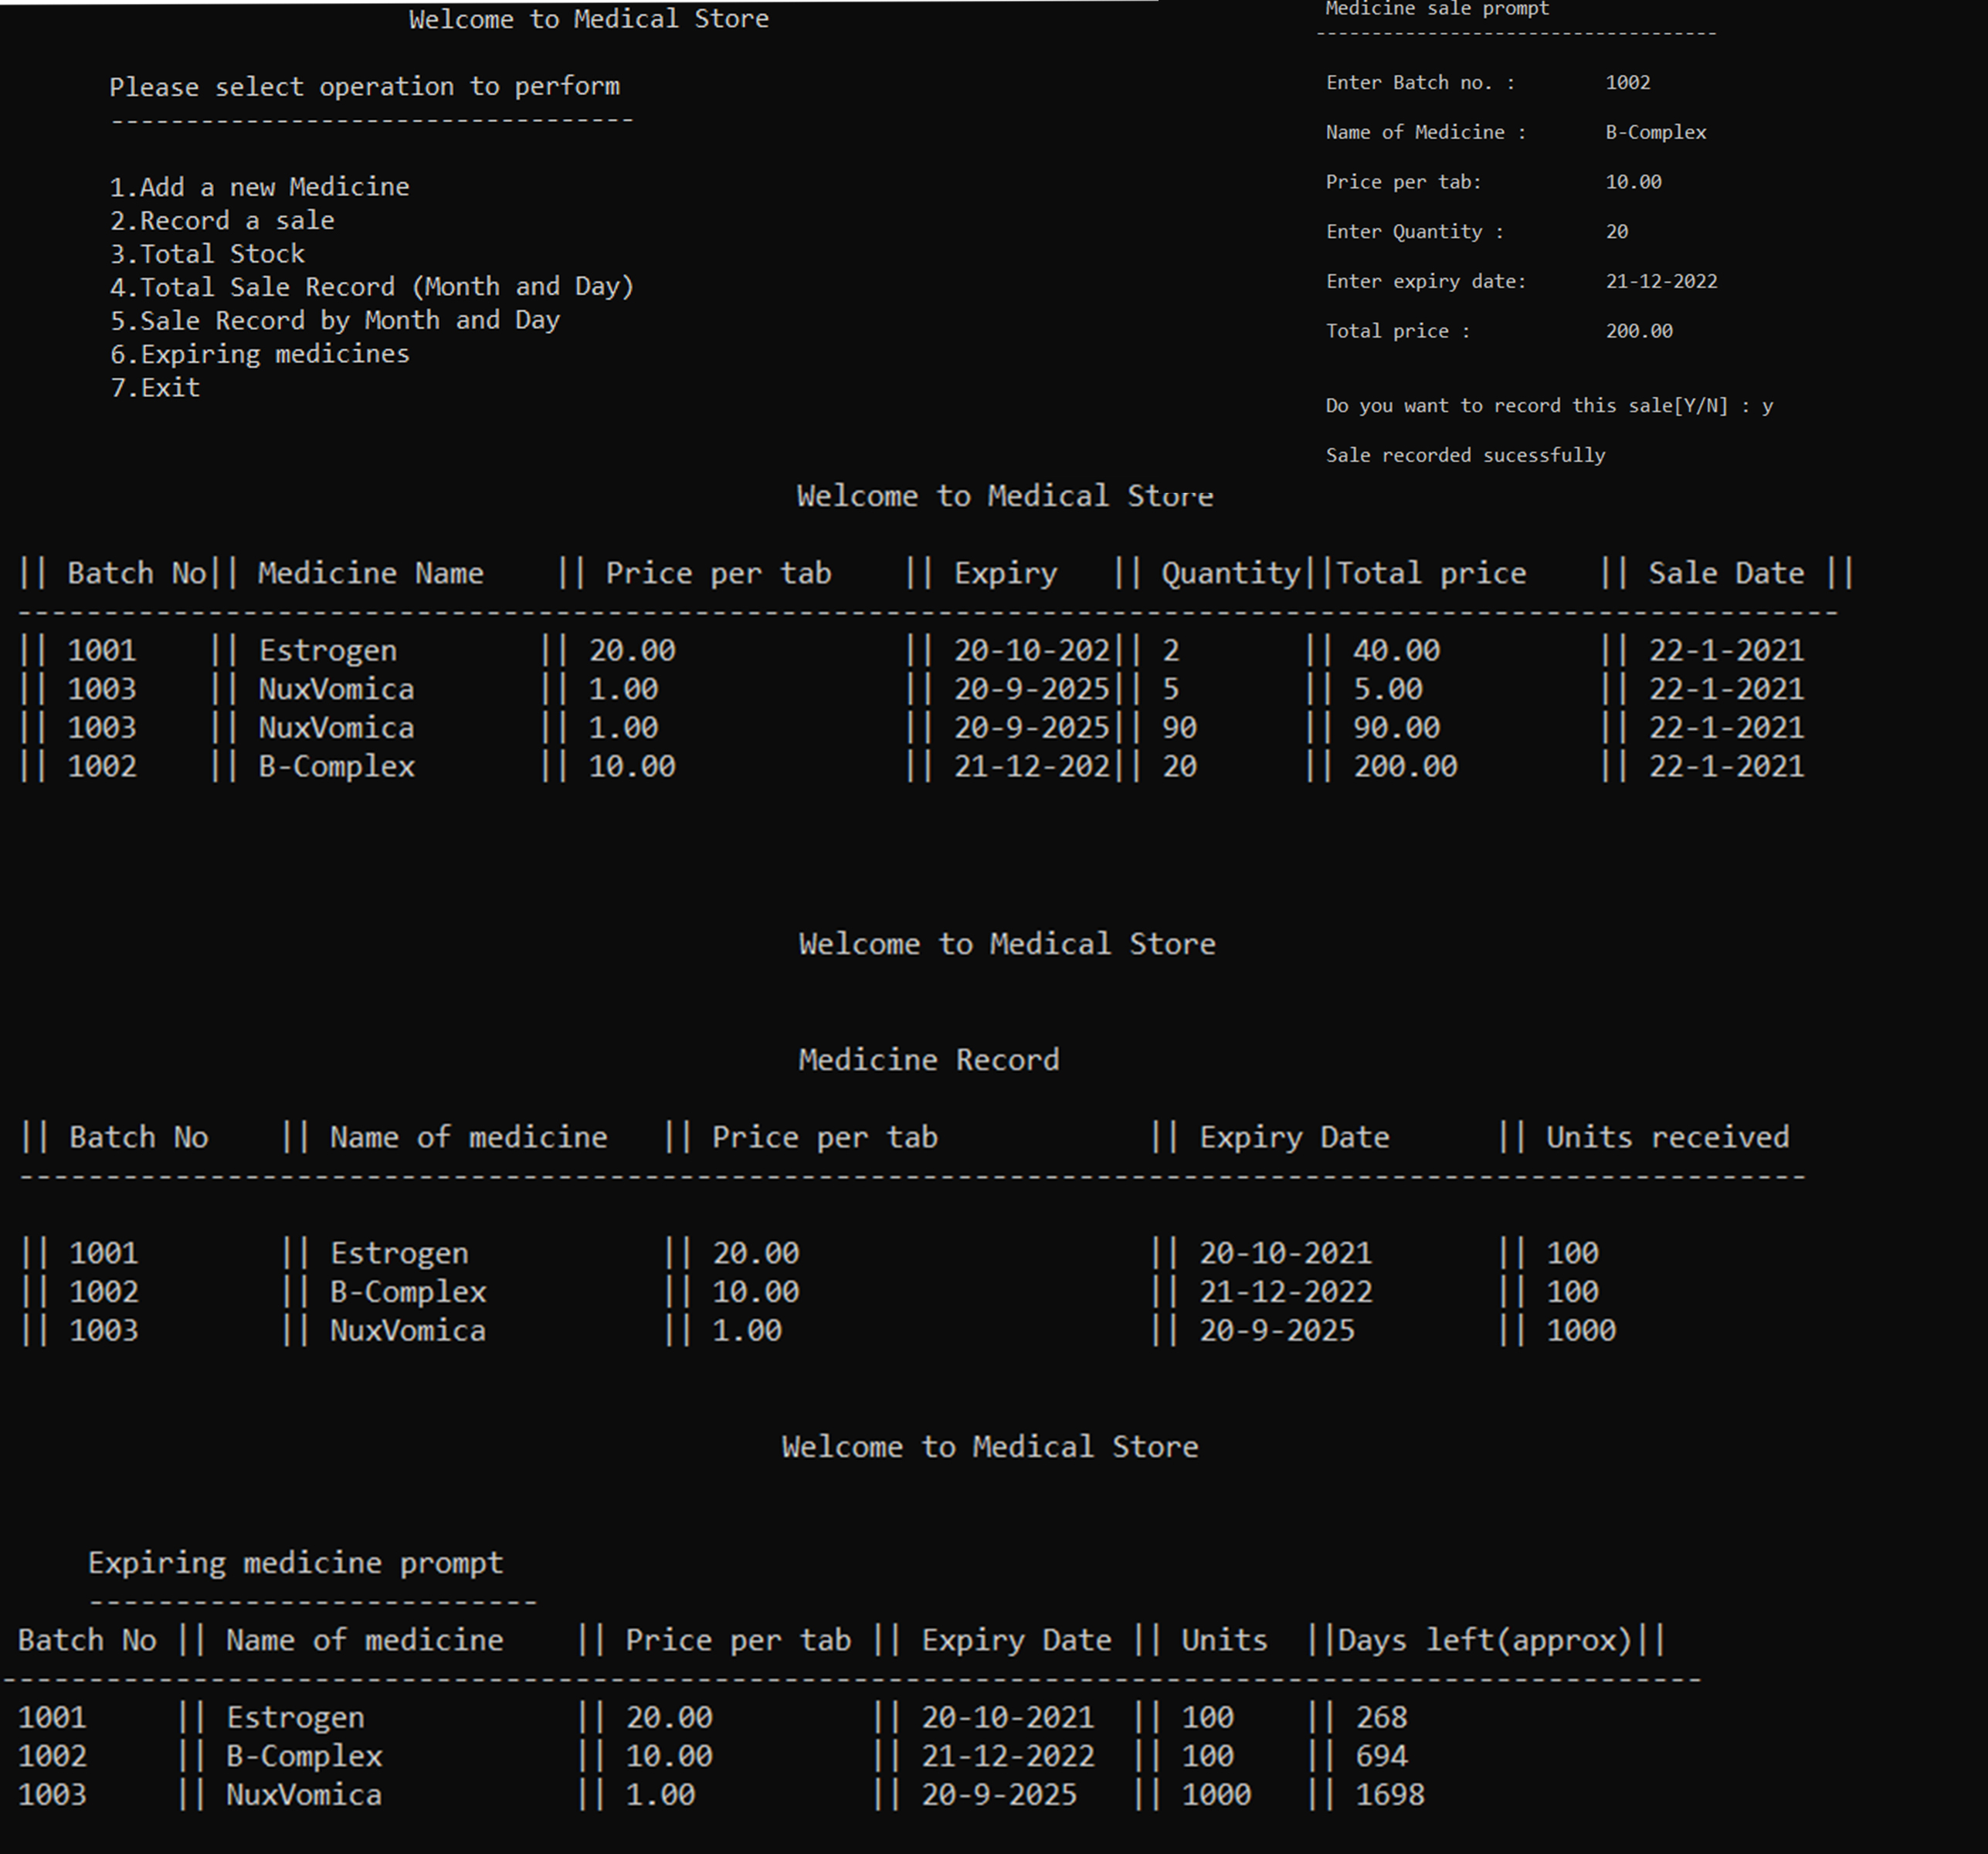 Welcome to Medical Store
Please select operation to perform
-----------------------------------
1.Add a new Medicine
2.Record a sale
3.Total Stock
4.Total Sale Record (Month and Day)
5.Sale Record by Month and Day
6.Expiring medicines
7.Exit
Medicine sale prompt
------------------------------------
Enter Batch no. : 1002
Name of Medicine : B-Complex
Price per tab: 10.00
Enter Quantity : 20
Enter expiry date: 21-12-2022
Total price : 200.00
Do you want to record this sale[Y/N] : y
Sale recorded sucessfully
Welcome to Medical Store
|| Batch No|| Medicine Name || Price per tab || Expiry || Quantity||Total price || Sale Date ||
---------------------------------------------------------------------------------------------------------
|| 1001 || Estrogen || 20.00 || 20-10-202|| 2 || 40.00 || 22-1-2021
|| 1003 || NuxVomica || 1.00 || 20-9-2025|| 5 || 5.00 || 22-1-2021
|| 1003 || NuxVomica || 1.00 || 20-9-2025|| 90 || 90.00 || 22-1-2021
|| 1002 || B-Complex || 10.00 || 21-12-202|| 20 || 200.00 || 22-1-2021
Welcome to Medical Store
Medicine Record
|| Batch No || Name of medicine || Price per tab || Expiry Date || Units received
-------------------------------------------------------------------------------------------------------
|| 1001 || Estrogen || 20.00 || 20-10-2021 || 100
|| 1002 || B-Complex || 10.00 || 21-12-2022 || 100
|| 1003 || NuxVomica || 1.00 || 20-9-2025 || 1000
Welcome to Medical Store
Expiring medicine prompt
--------------------------
Batch No || Name of medicine || Price per tab || Expiry Date || Units ||Days left(approx)||
--------------------------------------------------------------------------------------------------
1001 || Estrogen || 20.00 || 20-10-2021 || 100 || 268
1002 || B-Complex || 10.00 || 21-12-2022 || 100 || 694
1003 || NuxVomica || 1.00 || 20-9-2025 || 1000 || 1698